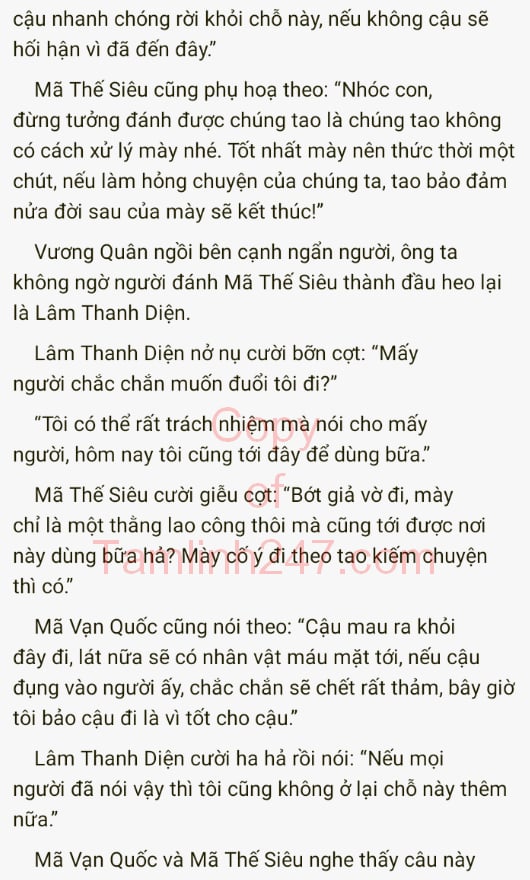 cậu nhanh chóng rời khỏi chỗ này, nếu không cậu sẽ
hối hận vì đã đến đây.”
Mã Thế Siêu cũng phụ hoạ theo: “Nhóc con,
đừng tưởng đánh được chúng tao là chúng tao không
có cách xử lý mày nhé. Tốt nhất mày nên thức thời một
chút, nếu làm hỏng chuyện của chúng ta, tao bảo đảm
nửa đời sau của mày sẽ kết thúc!”
Vương Quân ngồi bên cạnh ngẩn người, ông ta
không ngờ người đánh Mã Thế Siêu thành đầu heo lại
là Lâm Thanh Diện.
Lâm Thanh Diện nở nụ cười bỡn cợt: “Mấy
người chắc chắn muốn đuổi tôi đi?”
“Tôi có thể rất trách nhiệm mà nói cho mấy
người, hôm nay tôi cũng tới đây để dùng bữa.”
Mã Thế Siêu cười giễu cợt: “Bớt giả vờ đi, mày
chỉ là một thằng lao công thôi mà cũng tới được nơi
này dùng bữa hả? Mày cố ý đi theo tao kiếm chuyện
thì có.”
Mã Vạn Quốc cũng nói theo: “Cậu mau ra khỏi
đây đi, lát nữa sẽ có nhân vật máu mặt tới, nếu cậu
đụng vào người ấy, chắc chắn sẽ chết rất thảm, bây giờ
tôi bảo cậu đi là vì tốt cho cậu.”
Lâm Thanh Diện cười ha hả rồi nói: “Nếu mọi
người đã nói vậy thì tôi cũng không ở lại chỗ này thêm
nữa.”
Mã Vạn Quốc và Mã Thế Siêu nghe thấy câu này
Copy
of
Tamlinh247.com